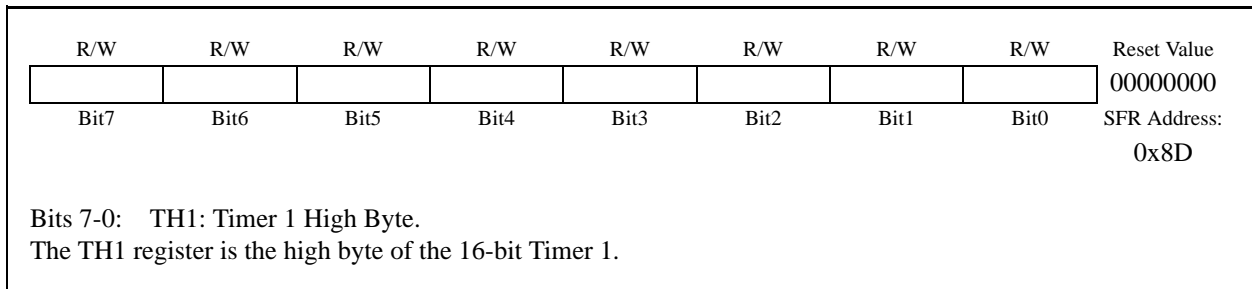 R/W R/W R/W R/W R/W R/W R/W R/W Reset Value
00000000
Bit7 Bit6 Bit5 Bit4 Bit3 Bit2 Bit1 Bit0 SFR Address:
0x8D
Bits 7-0: TH1: Timer 1 High Byte.
The TH1 register is the high byte of the 16-bit Timer 1.